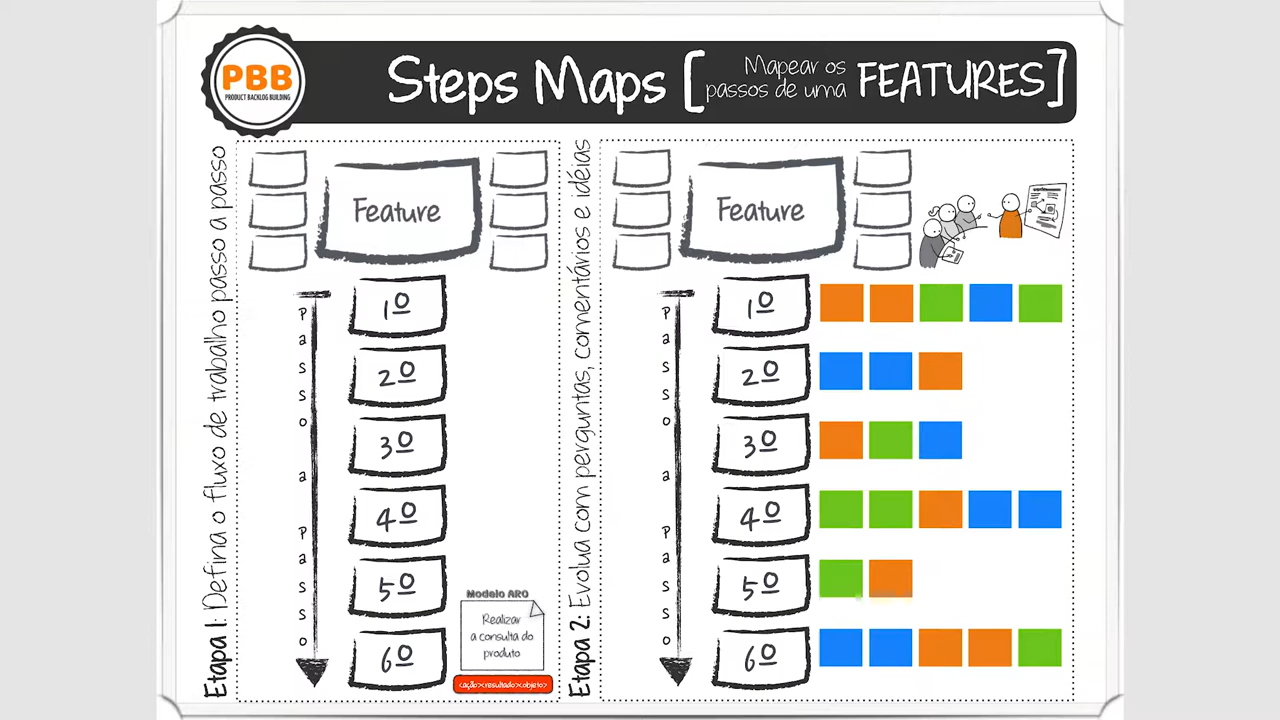 PBB
PRODUCT BACKLOG BUILDING
Steps Maps [ Mapear os
passos de uma FEATURES]
Etapa 1: Defina o fluxo de trabalho passo a passo
Feature
passo a passo
1º
2º
3º
4º
5º
6º
Modelo ARO
Realizar
a consulta do
produto
<ação><resultado><objeto>
Etapa 2: Evolua com perguntas, comentários e idéias
Feature
passo a passo
1º
2º
3º
4º
5º
6º